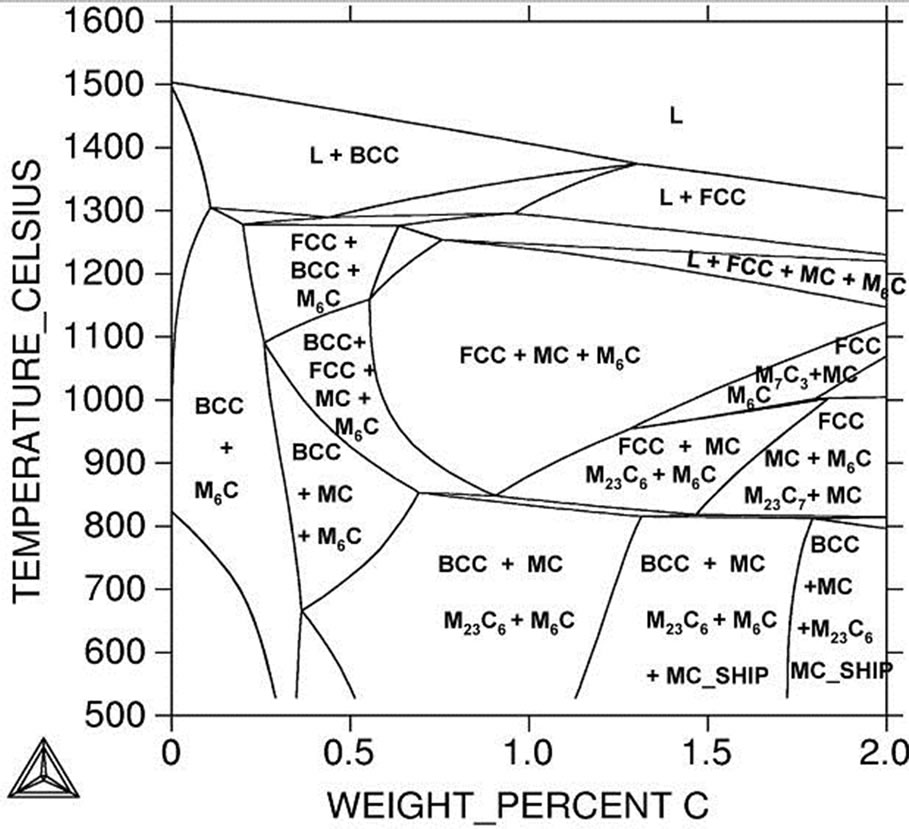 1600
1500
1400
1300
1200
1100
1000
900
800
700
600
500
TEMPERATURE_CELSIUS
L
L + BCC
L + FCC
FCC +
BCC +
M₆C
L + FCC + MC + M₆C
BCC+
FCC +
MC +
M₆C
FCC + MC + M₆C
FCC
M₇C₃+MC
M₆C
BCC
+
M₆C
BCC
+ MC
+ M₆C
FCC + MC
M₂₃C₆ + M₆C
FCC
MC + M₆C
M₂₃C₇+ MC
BCC + MC
M₂₃C₆ + M₆C
BCC + MC
M₂₃C₆ + M₆C
+ MC_SHIP
BCC
+MC
+M₂₃C₆
MC_SHIP
0
0.5
1.0
1.5
2.0
WEIGHT_PERCENT C